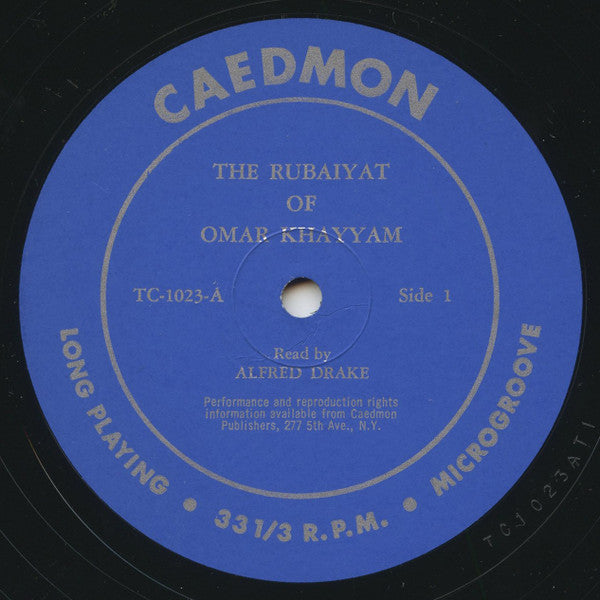 CAEDMON
THE RUBAIYAT
OF
OMAR KHAYYAM
TC-1023-A
Side 1
Read by
ALFRED DRAKE
Performance and reproduction rights
information available from Caedmon
Publishers, 277 5th Ave., N.Y.
LONG PLAYING • 33 1/3 R.P.M. • MICROGROOVE
TC1023AT1